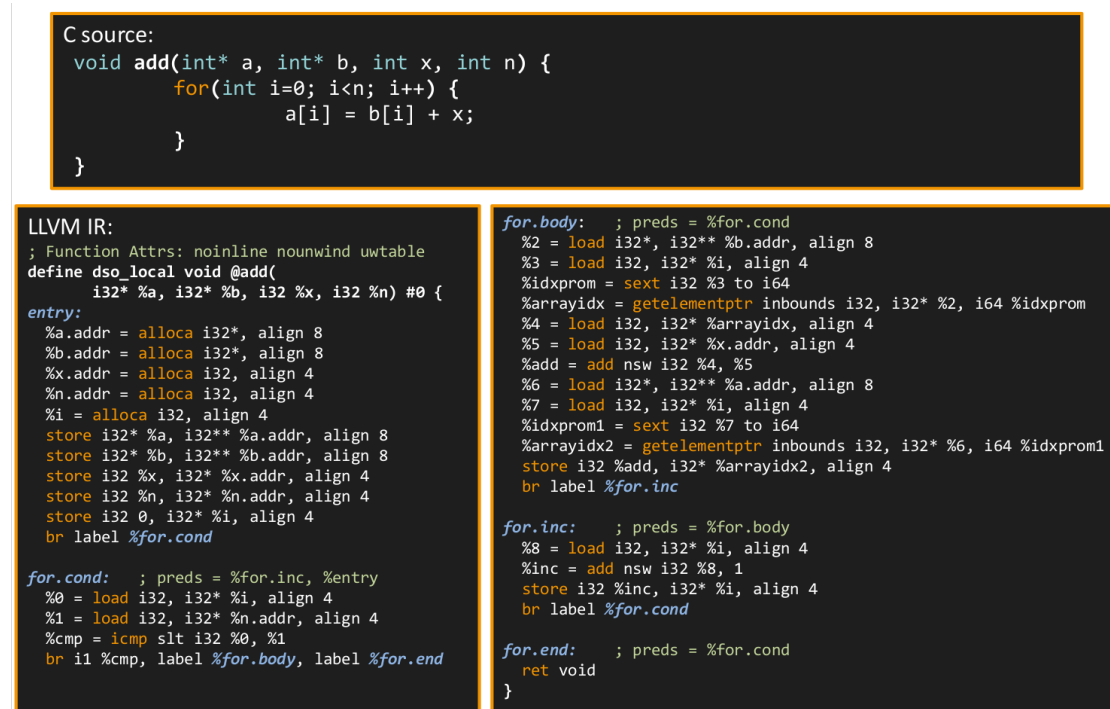 C source:
void add(int* a, int* b, int x, int n) {
        for(int i=0; i<n; i++) {
                a[i] = b[i] + x;
        }
}
LLVM IR:
; Function Attrs: noinline nounwind uwtable
define dso_local void @add(
        i32* %a, i32* %b, i32 %x, i32 %n) #0 {
entry:
  %a.addr = alloca i32*, align 8
  %b.addr = alloca i32*, align 8
  %x.addr = alloca i32, align 4
  %n.addr = alloca i32, align 4
  %i = alloca i32, align 4
  store i32* %a, i32** %a.addr, align 8
  store i32* %b, i32** %b.addr, align 8
  store i32 %x, i32* %x.addr, align 4
  store i32 %n, i32* %n.addr, align 4
  store i32 0, i32* %i, align 4
  br label %for.cond
for.cond:   ; preds = %for.inc, %entry
  %0 = load i32, i32* %i, align 4
  %1 = load i32, i32* %n.addr, align 4
  %cmp = icmp slt i32 %0, %1
  br i1 %cmp, label %for.body, label %for.end
for.body:   ; preds = %for.cond
  %2 = load i32*, i32** %b.addr, align 8
  %3 = load i32, i32* %i, align 4
  %idxprom = sext i32 %3 to i64
  %arrayidx = getelementptr inbounds i32, i32* %2, i64 %idxprom
  %4 = load i32, i32* %arrayidx, align 4
  %5 = load i32, i32* %x.addr, align 4
  %add = add nsw i32 %4, %5
  %6 = load i32*, i32** %a.addr, align 8
  %7 = load i32, i32* %i, align 4
  %idxprom1 = sext i32 %7 to i64
  %arrayidx2 = getelementptr inbounds i32, i32* %6, i64 %idxprom1
  store i32 %add, i32* %arrayidx2, align 4
  br label %for.inc
for.inc:    ; preds = %for.body
  %8 = load i32, i32* %i, align 4
  %inc = add nsw i32 %8, 1
  store i32 %inc, i32* %i, align 4
  br label %for.cond
for.end:    ; preds = %for.cond
  ret void
}